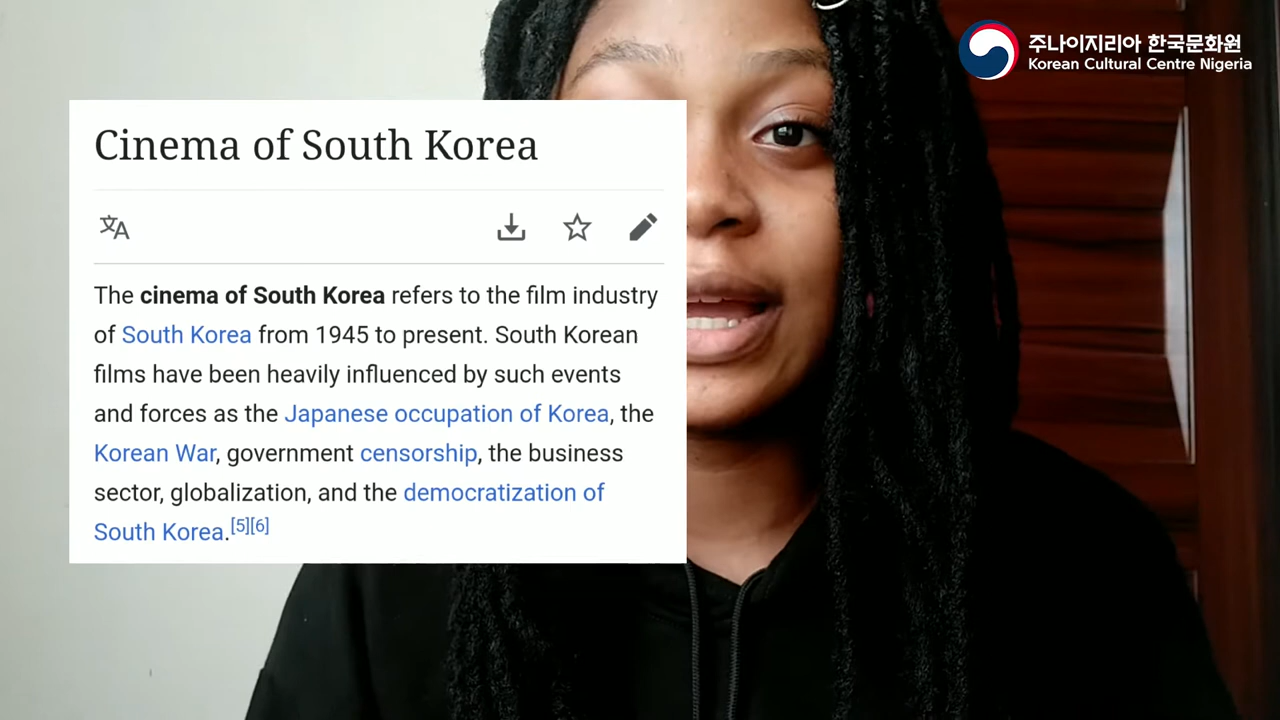 주나이지리아 한국문화원
Korean Cultural Centre Nigeria
Cinema of South Korea
The cinema of South Korea refers to the film industry
of South Korea from 1945 to present. South Korean
films have been heavily influenced by such events
and forces as the Japanese occupation of Korea, the
Korean War, government censorship, the business
sector, globalization, and the democratization of
South Korea.[5][6]